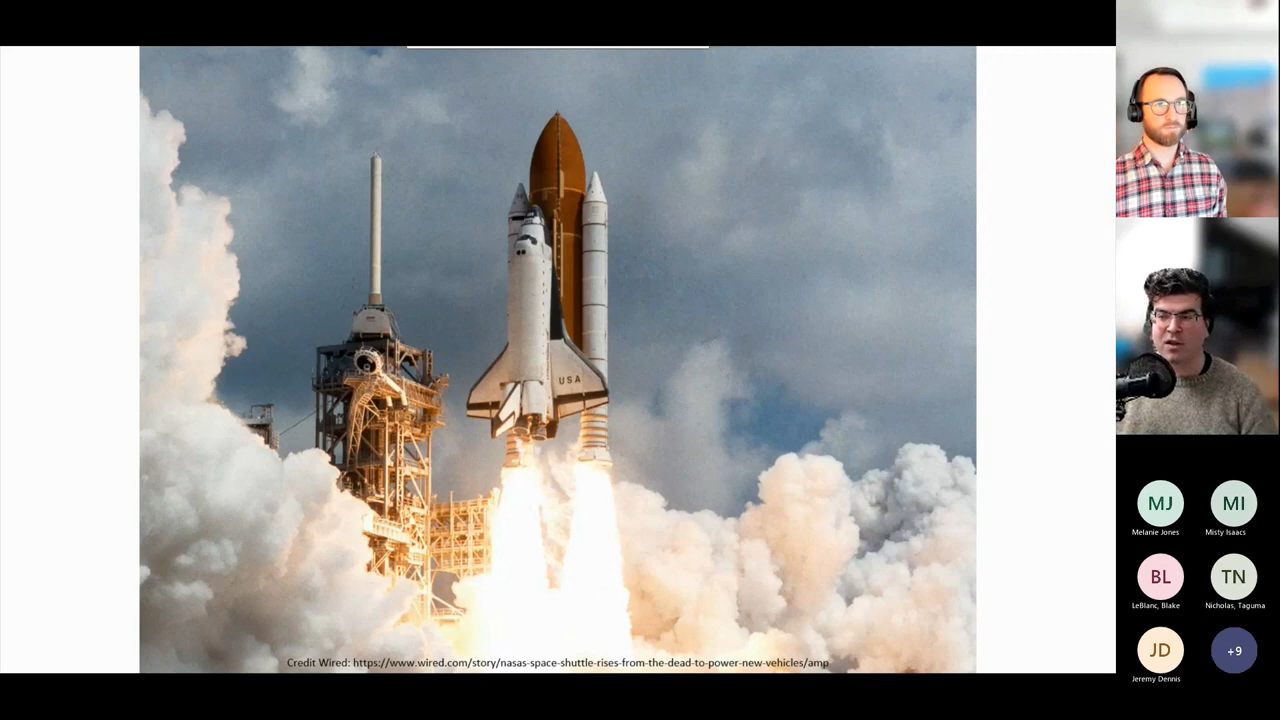 USA
Credit Wired: https://www.wired.com/story/nasas-space-shuttle-rises-from-the-dead-to-power-new-vehicles/amp
MJ
Melanie Jones
MI
Misty Isaacs
BL
LeBlanc, Blake
TN
Nicholas, Taguma
JD
Jeremy Dennis
+9